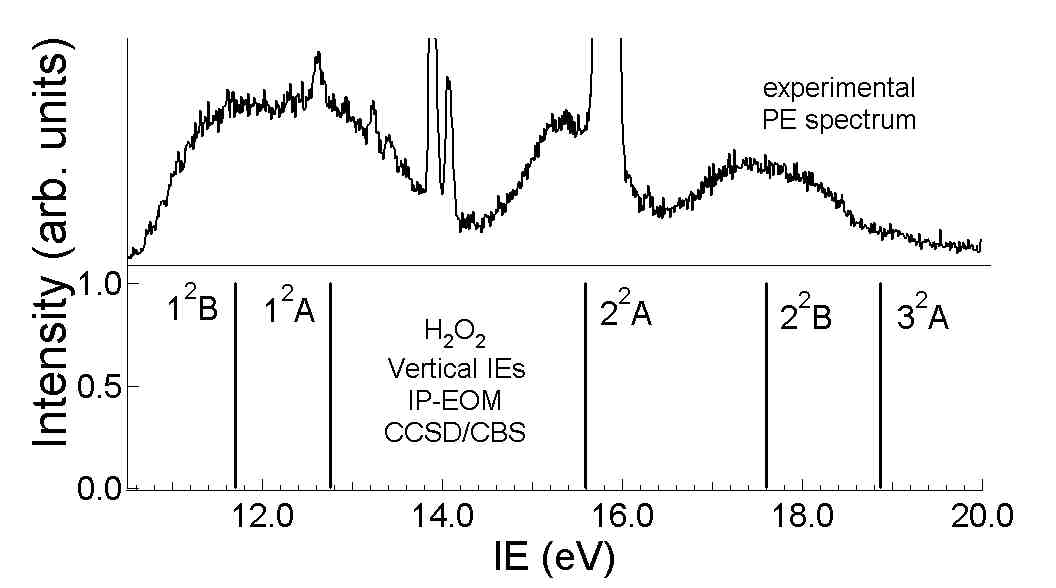 Intensity (arb. units)
experimental
PE spectrum
1.0
0.5
0.0
1²B
1²A
2²A
2²B
3²A
H₂O₂
Vertical IEs
IP-EOM
CCSD/CBS
12.0 14.0 16.0 18.0 20.0
IE (eV)